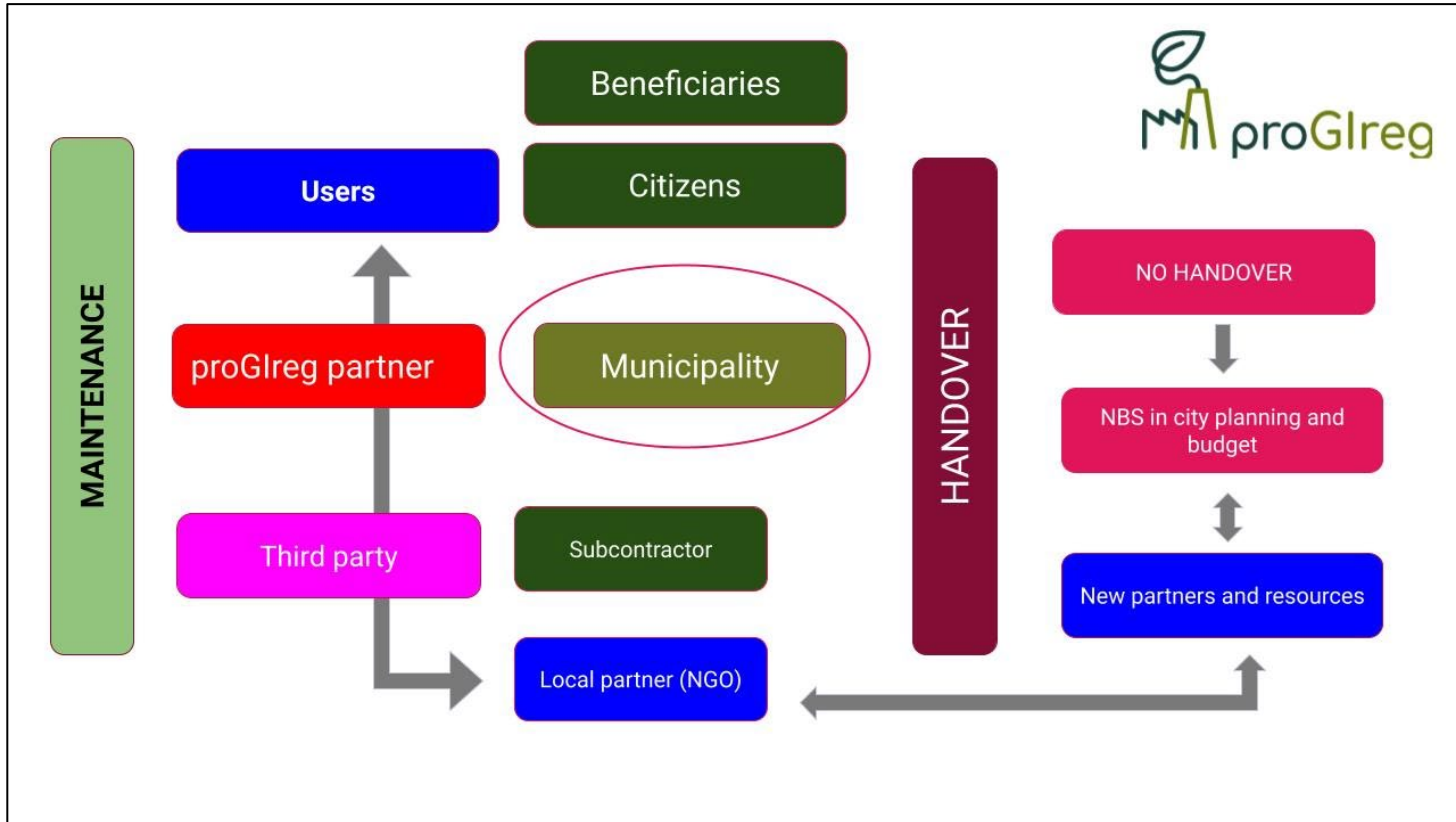 Beneficiaries
proGIreg
Users
Citizens
MAINTENANCE
proGIreg partner
Municipality
Third party
Subcontractor
Local partner (NGO)
HANDOVER
NO HANDOVER
NBS in city planning and
budget
New partners and resources